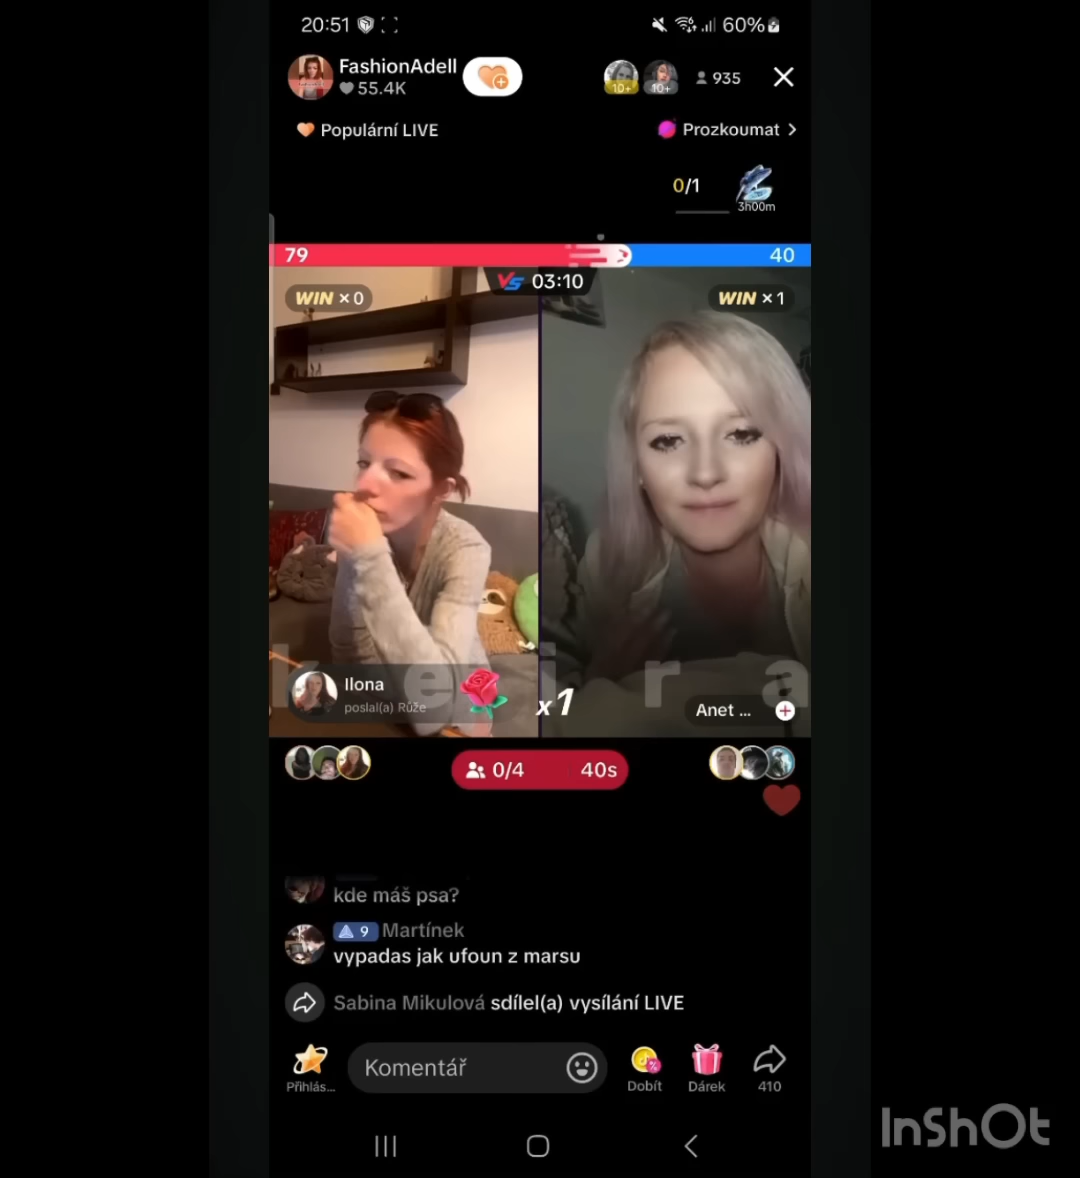 20:51
60%
FashionAdell
55.4K
10+
10+
935
Populární LIVE
Prozkoumat >
0/1
3h00m
79
40
VS 03:10
WIN × 0
WIN × 1
Ilona
poslal(a) Růže
x1
Anet ...
k e i r a
0/4
40s
kde máš psa?
9 Martínek
vypadas jak ufoun z marsu
Sabina Mikulová sdílel(a) vysílání LIVE
Komentář
Přihlás...
Dobít
Dárek
410
InShOt